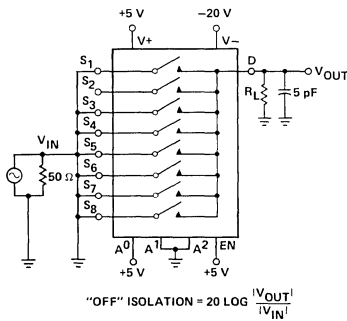 +5 V
−20 V
V+
V−
S1
S2
S3
S4
S5
S6
S7
S8
D
VOUT
RL
5 pF
VIN
50 Ω
A0
A1
A2
EN
+5 V
+5 V
"OFF" ISOLATION = 20 LOG |VOUT| / |VIN|